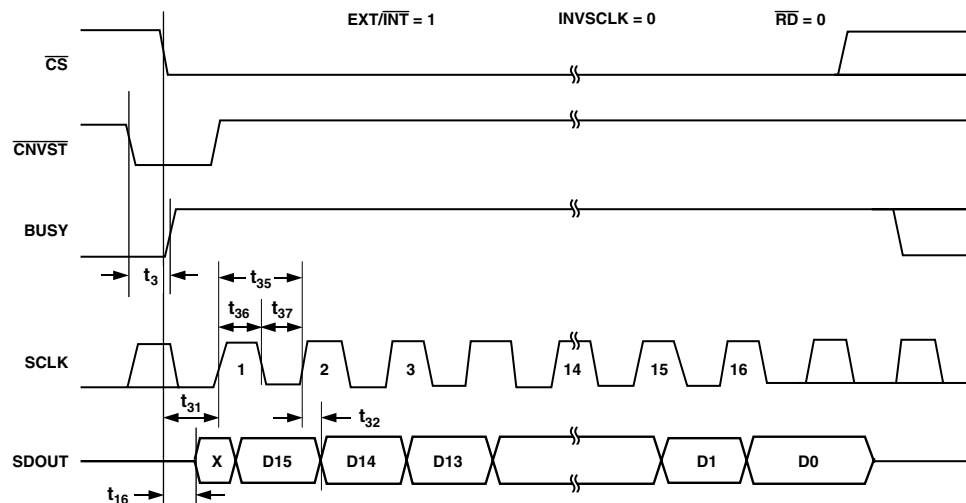 EXT/INT = 1 INVSCLK = 0 RD = 0
CS
CNVST
BUSY
t3
t35
t36 t37
SCLK 1 2 3 14 15 16
t31
t32
SDOUT X D15 D14 D13 D1 D0
t16